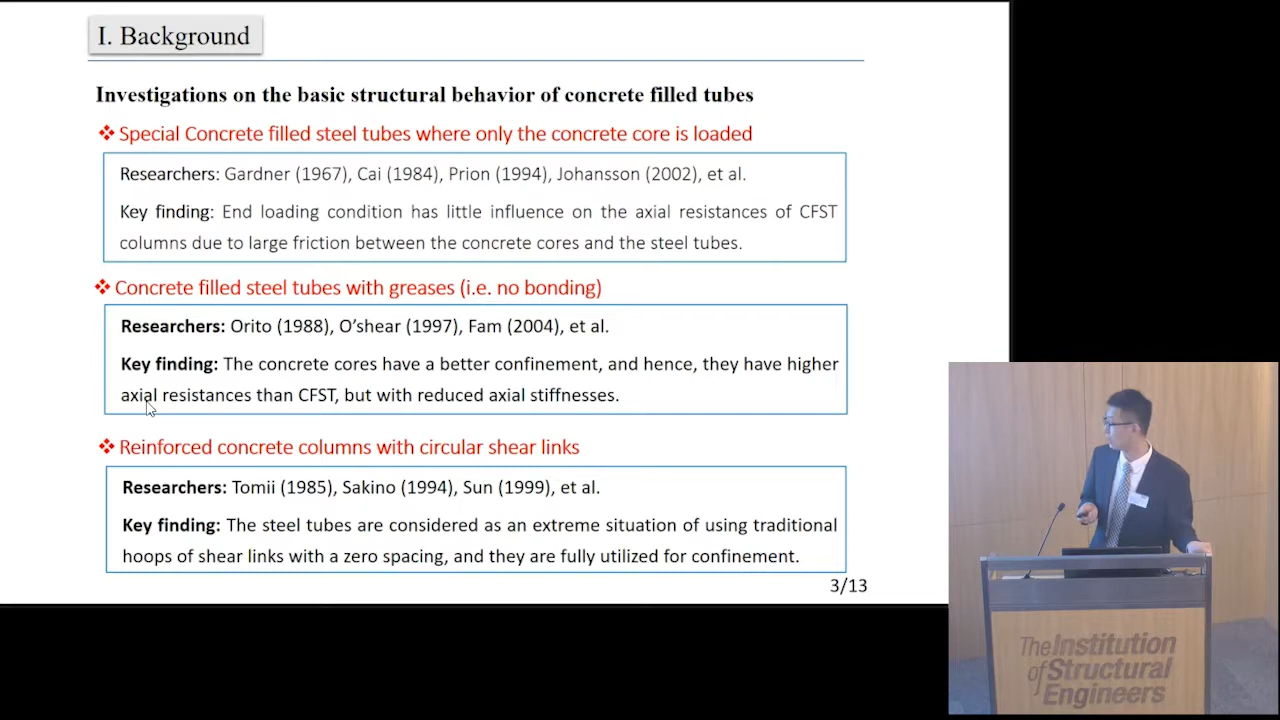 I. Background
Investigations on the basic structural behavior of concrete filled tubes
❖ Special Concrete filled steel tubes where only the concrete core is loaded
Researchers: Gardner (1967), Cai (1984), Prion (1994), Johansson (2002), et al.
Key finding: End loading condition has little influence on the axial resistances of CFST
columns due to large friction between the concrete cores and the steel tubes.
❖ Concrete filled steel tubes with greases (i.e. no bonding)
Researchers: Orito (1988), O'shear (1997), Fam (2004), et al.
Key finding: The concrete cores have a better confinement, and hence, they have higher
axial resistances than CFST, but with reduced axial stiffnesses.
❖ Reinforced concrete columns with circular shear links
Researchers: Tomii (1985), Sakino (1994), Sun (1999), et al.
Key finding: The steel tubes are considered as an extreme situation of using traditional
hoops of shear links with a zero spacing, and they are fully utilized for confinement.
3/13
The Institution
of Structural
Engineers